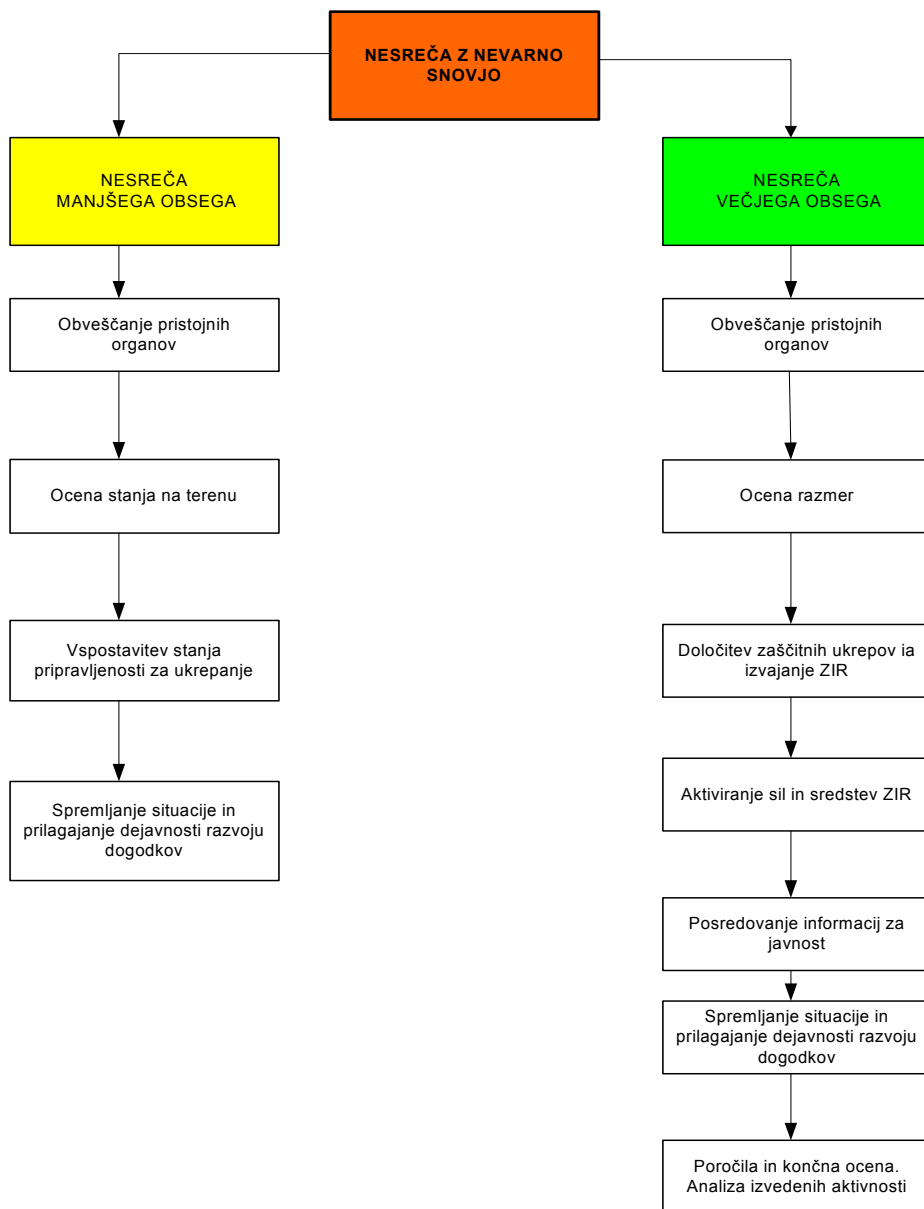 NESREČA Z NEVARNO
SNOVJO
NESREČA
MANJŠEGA OBSEGA
Obveščanje pristojnih
organov
Ocena stanja na terenu
Vspostavitev stanja
pripravljenosti za ukrepanje
Spremljanje situacije in
prilagajanje dejavnosti razvoju
dogodkov
NESREČA
VEČJEGA OBSEGA
Obveščanje pristojnih
organov
Ocena razmer
Določitev zaščitnih ukrepov ia
izvajanje ZIR
Aktiviranje sil in sredstev ZIR
Posredovanje informacij za
javnost
Spremljanje situacije in
prilagajanje dejavnosti razvoju
dogodkov
Poročila in končna ocena.
Analiza izvedenih aktivnosti